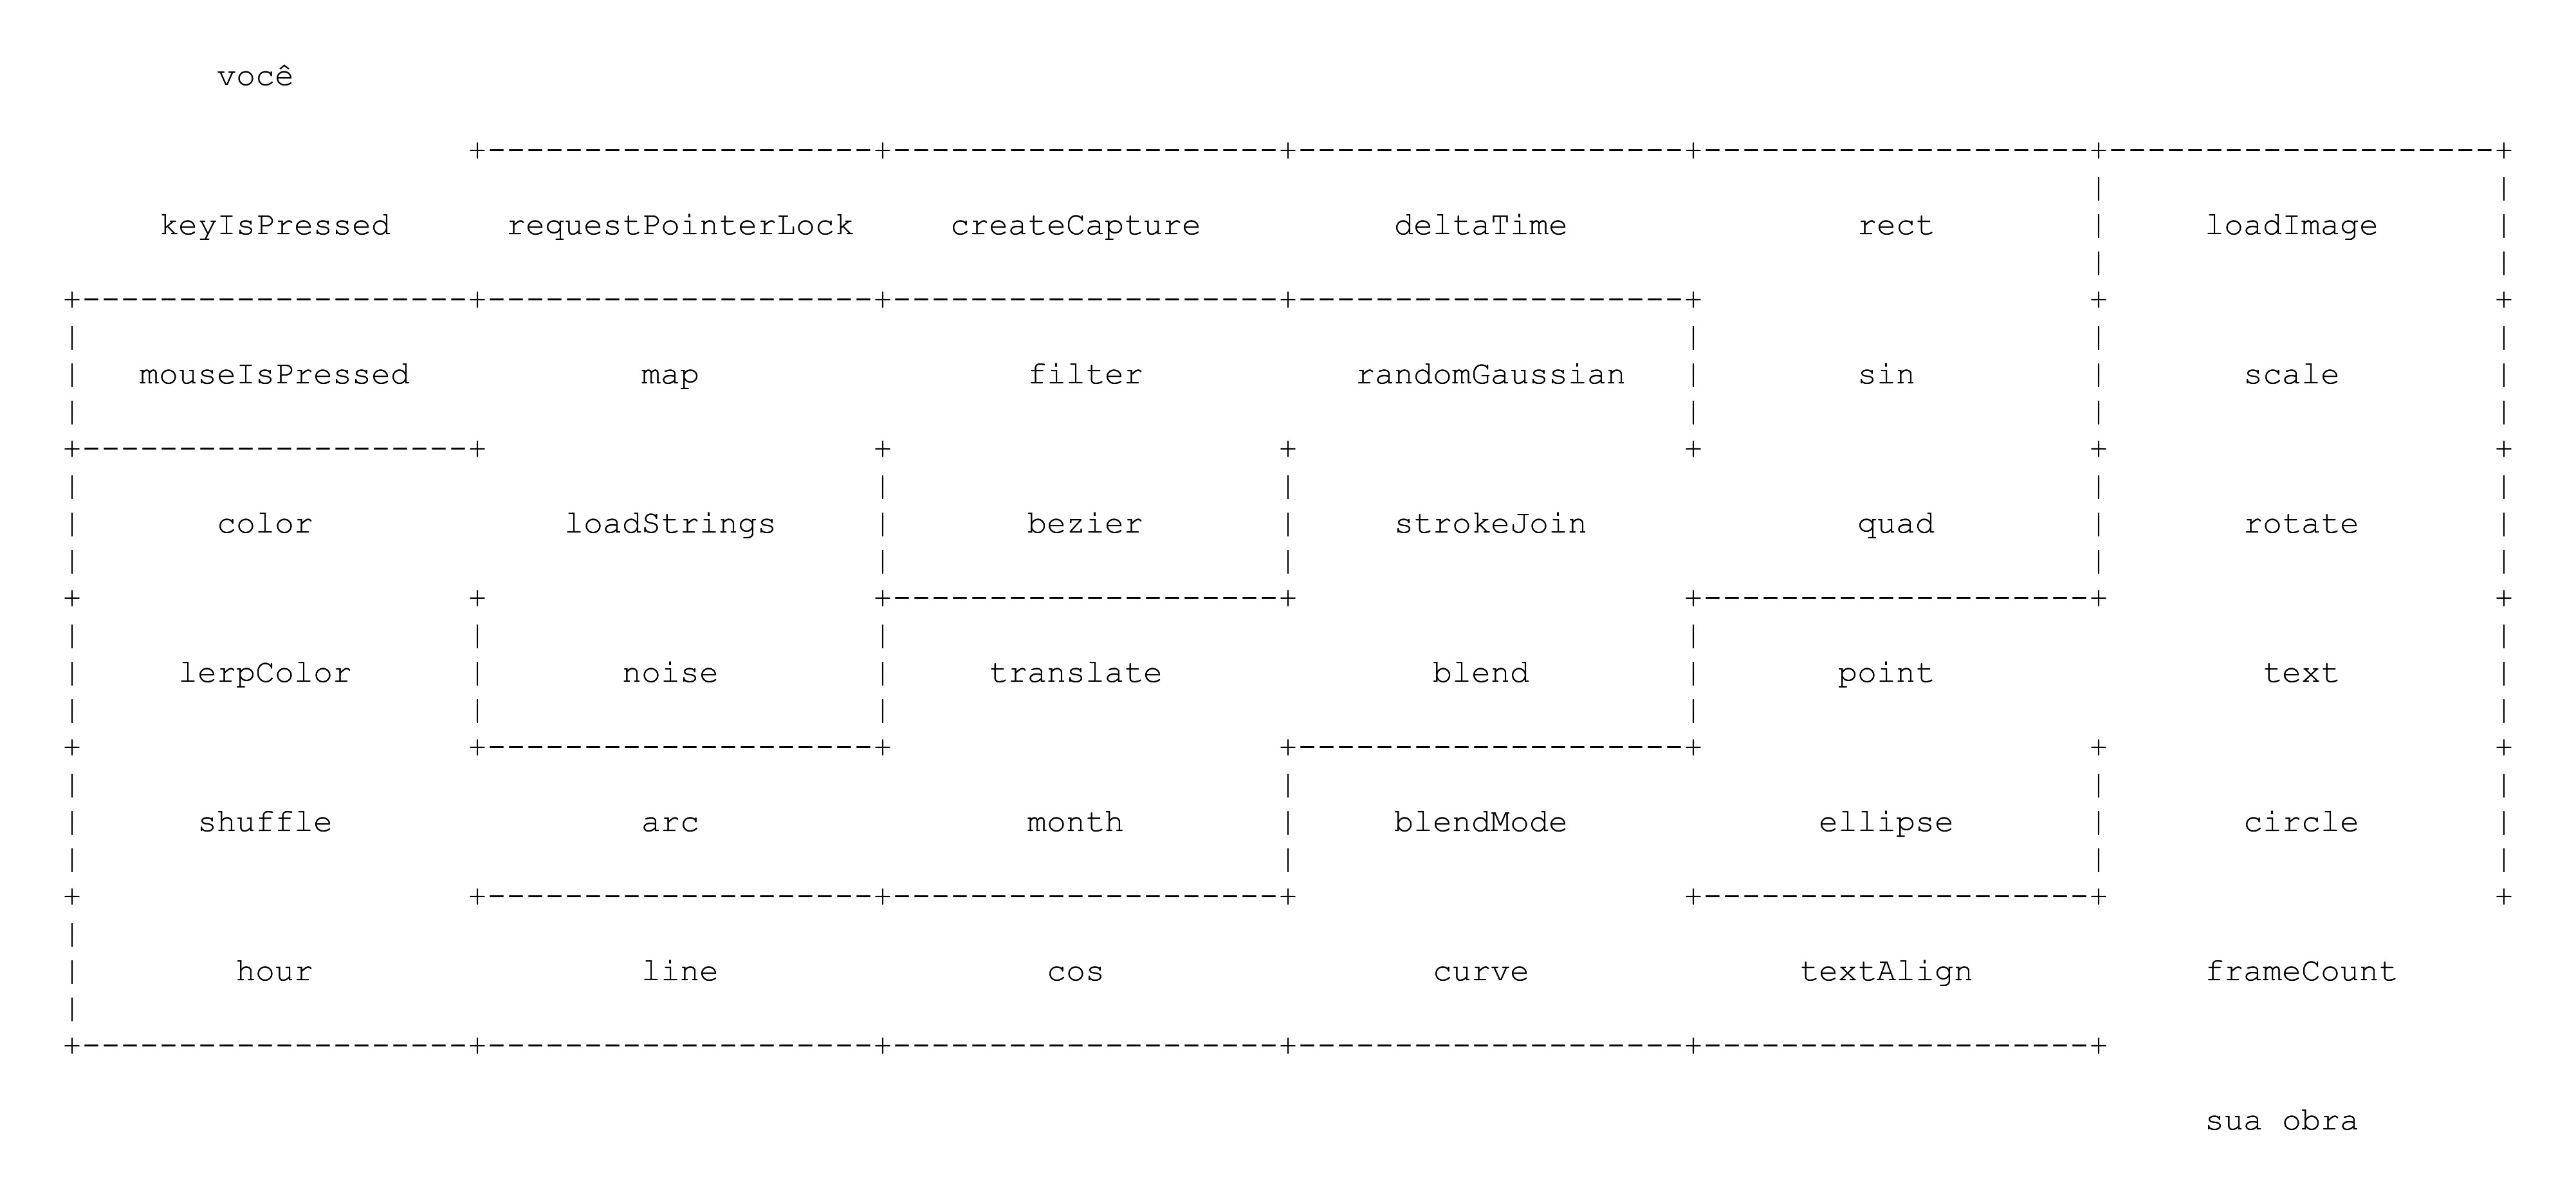 você
keyIsPressed requestPointerLock createCapture deltaTime rect loadImage
mouseIsPressed map filter randomGaussian sin scale
color loadStrings bezier strokeJoin quad rotate
lerpColor noise translate blend point text
shuffle arc month blendMode ellipse circle
hour line cos curve textAlign frameCount
sua obra